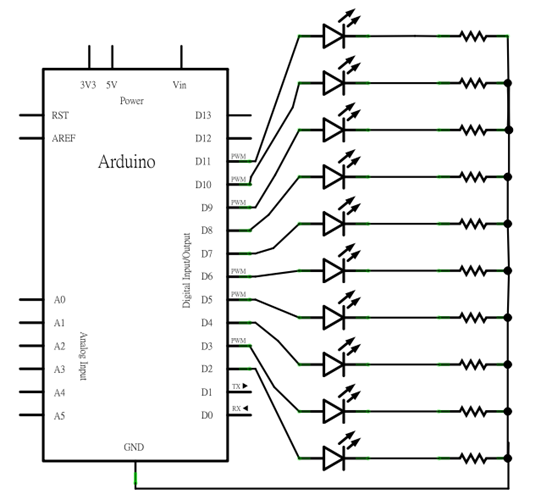 3V3 5V Vin
Power
RST
AREF
Arduino
D13
D12
D11 PWM
D10 PWM
D9 PWM
D8
D7
D6 PWM
D5 PWM
D4
D3 PWM
D2
D1 TX
D0 RX
Digital Input/Output
A0
A1
A2
A3
A4
A5
Analog Input
GND